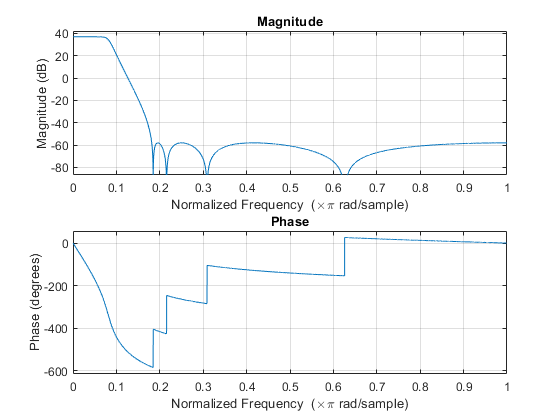 Magnitude
40
20
0
-20
-40
-60
-80
Magnitude (dB)
0 0.1 0.2 0.3 0.4 0.5 0.6 0.7 0.8 0.9 1
Normalized Frequency (×π rad/sample)
Phase
0
-200
-400
-600
Phase (degrees)
0 0.1 0.2 0.3 0.4 0.5 0.6 0.7 0.8 0.9 1
Normalized Frequency (×π rad/sample)